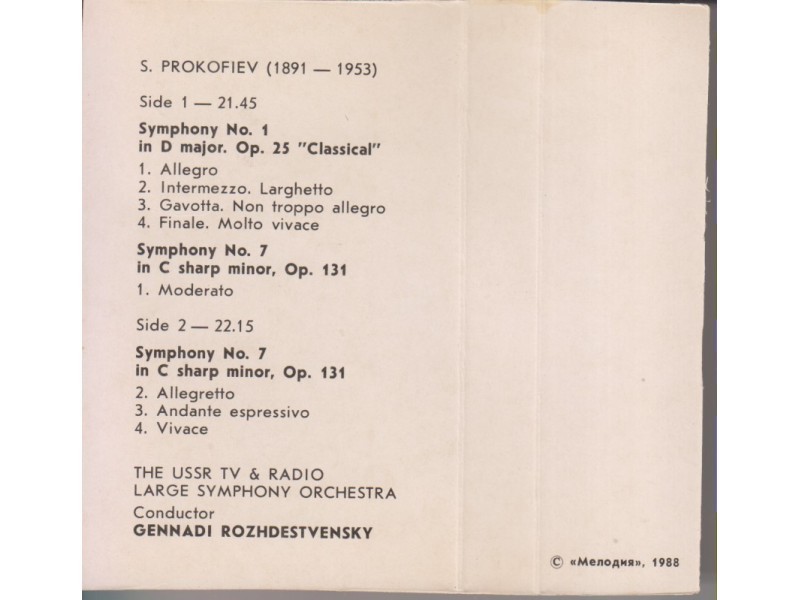 S. PROKOFIEV (1891 — 1953)
Side 1 — 21.45
Symphony No. 1
in D major. Op. 25 "Classical"
1. Allegro
2. Intermezzo. Larghetto
3. Gavotta. Non troppo allegro
4. Finale. Molto vivace
Symphony No. 7
in C sharp minor, Op. 131
1. Moderato
Side 2 — 22.15
Symphony No. 7
in C sharp minor, Op. 131
2. Allegretto
3. Andante espressivo
4. Vivace
THE USSR TV & RADIO
LARGE SYMPHONY ORCHESTRA
Conductor
GENNADI ROZHDESTVENSKY
© «Мелодия», 1988